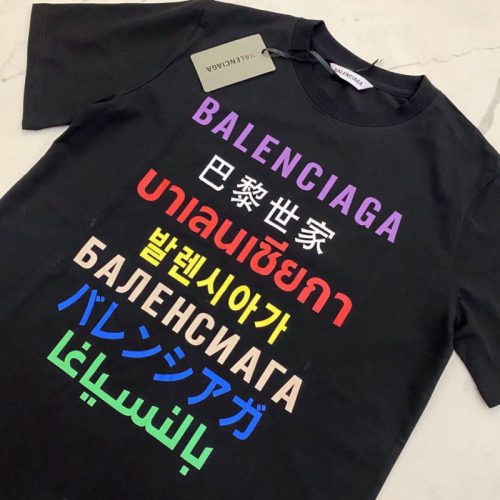 BALENCIAGA
BALENCIAGA
BALENCIAGA
巴黎世家
บาเลนเซียกา
발렌시아가
БАЛЕНСИАГА
バレンシアガ
بالنسياغا